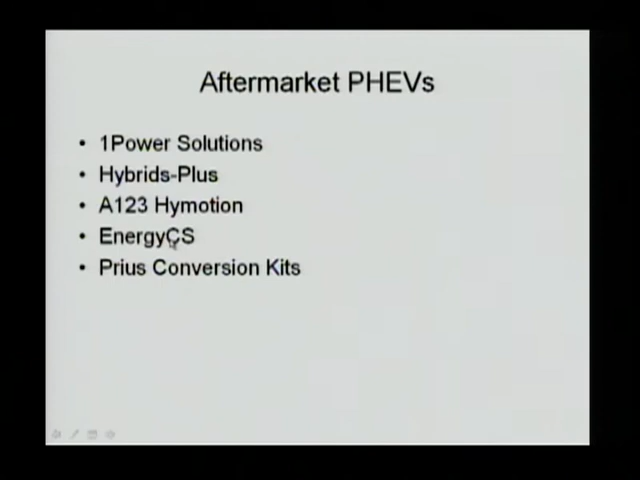 Aftermarket PHEVs
• 1Power Solutions
• Hybrids-Plus
• A123 Hymotion
• EnergyCS
• Prius Conversion Kits